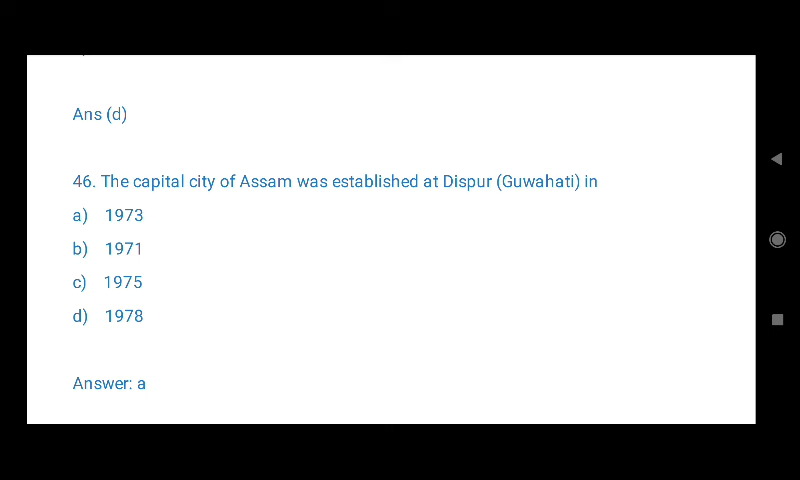 Ans (d)
46. The capital city of Assam was established at Dispur (Guwahati) in
a) 1973
b) 1971
c) 1975
d) 1978
Answer: a